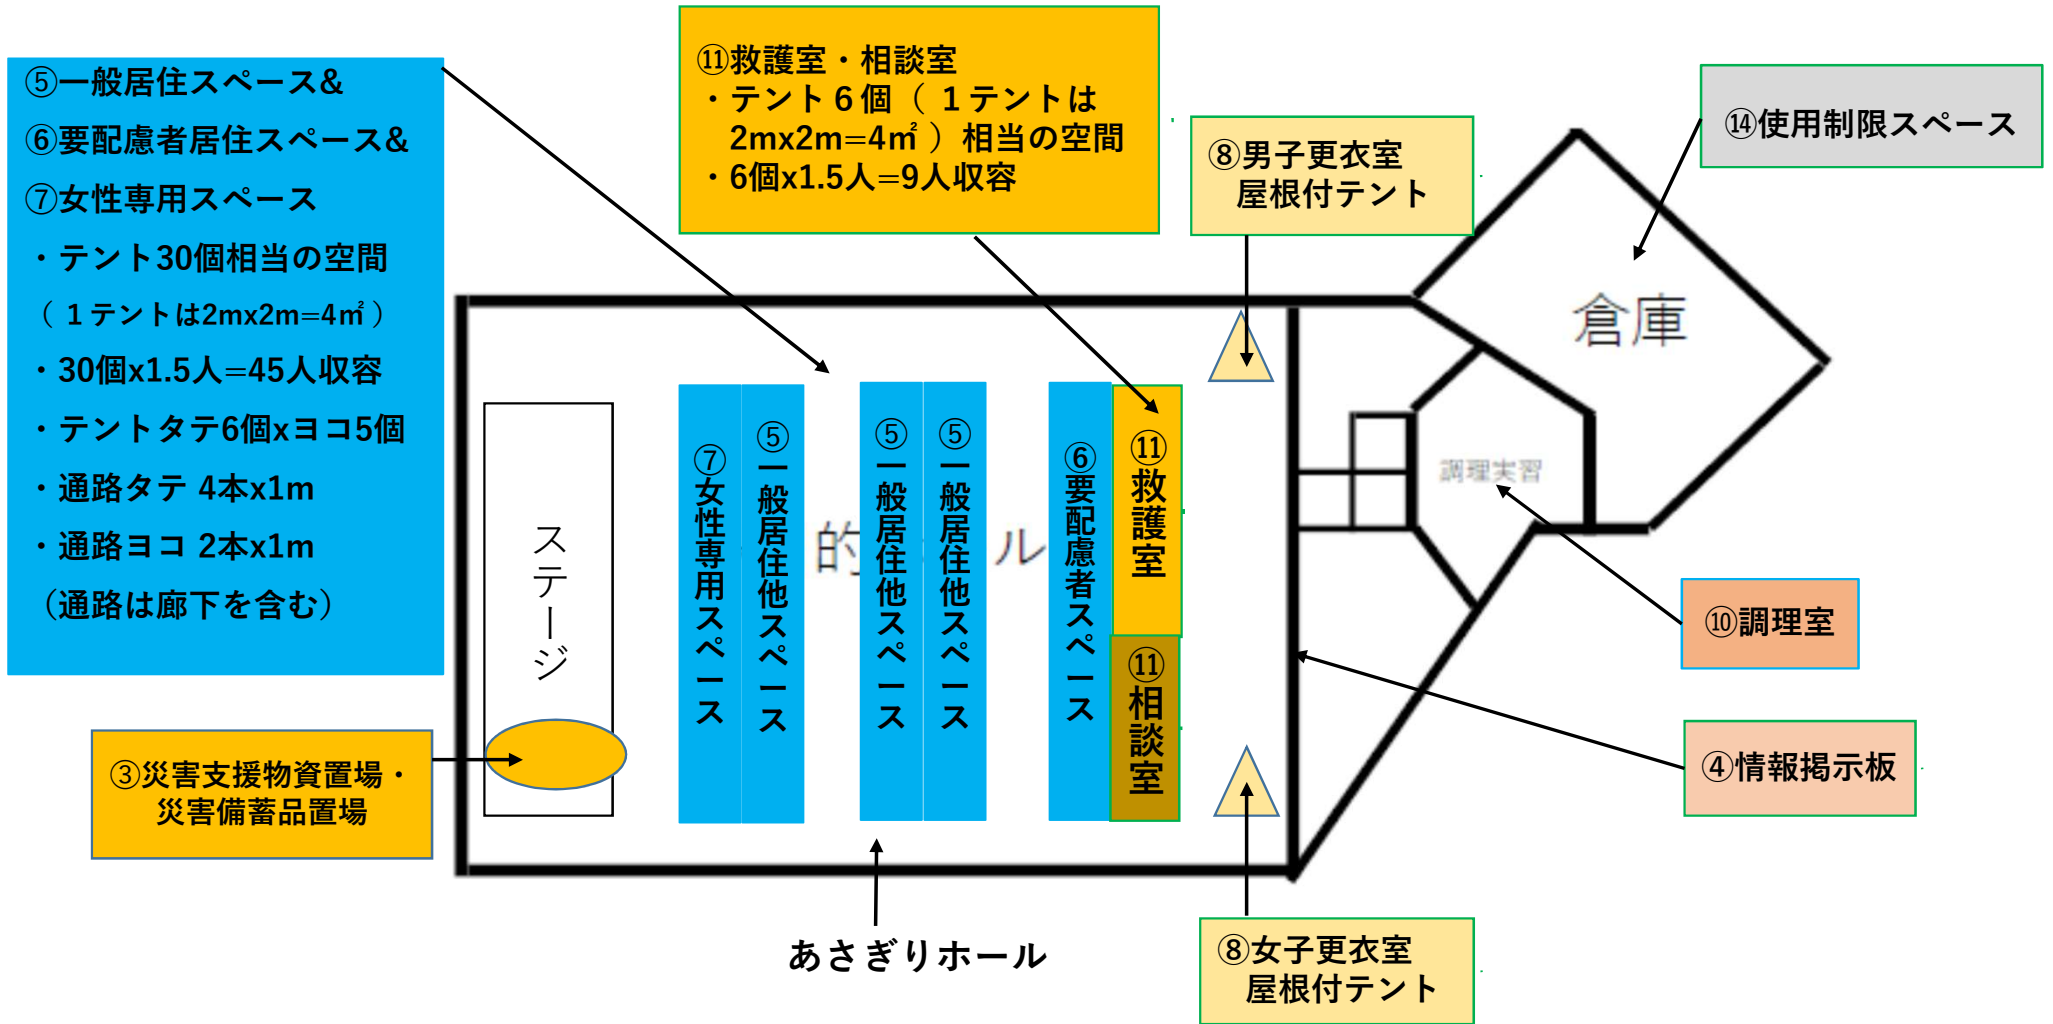 ⑤一般居住スペース&
⑥要配慮者居住スペース&
⑦女性専用スペース
・テント30個相当の空間
（１テントは2mx2m=4㎡）
・30個x1.5人=45人収容
・テントタテ6個xヨコ5個
・通路タテ 4本x1m
・通路ヨコ 2本x1m
（通路は廊下を含む）
⑪救護室・相談室
・テント６個（１テントは
2mx2m=4㎡）相当の空間
・6個x1.5人=9人収容
⑧男子更衣室
屋根付テント
⑭使用制限スペース
倉庫
調理実習
ステージ
⑦女性専用スペース
⑤一般居住他スペース
的
⑤一般居住他スペース
⑤一般居住他スペース
ル
⑥要配慮者スペース
⑪救護室
⑪相談室
⑩調理室
④情報掲示板
③災害支援物資置場・
災害備蓄品置場
あさぎりホール
⑧女子更衣室
屋根付テント